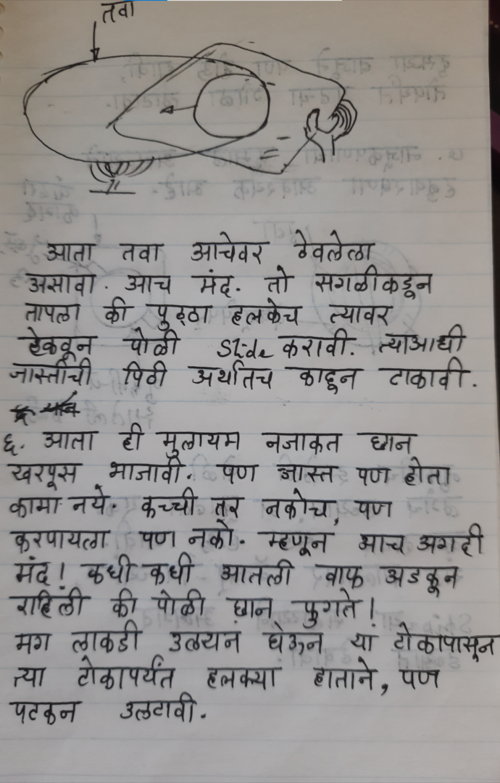 तवा
आता तवा आचेवर ठेवलेला
असावा. आच मंद. तो सगळीकडून
तापला की पुठ्ठा हलकेच त्यावर
टेकवून पोळी slide करावी. त्याआधी
जास्तीची पिठी अर्थातच काढून टाकावी.
६. आता ही मुलायम नजाकत छान
खरपूस भाजावी. पण जास्त पण होता
कामा नये. कच्ची तर नकोच, पण
करपायला पण नको. म्हणून आच अगदी
मंद! कधी कधी आतली वाफ अडकून
राहिली की पोळी छान फुगते!
मग लाकडी उलथनं घेऊन या टोकापासून
त्या टोकापर्यंत हलक्या हाताने, पण
पटकन उलटावी.